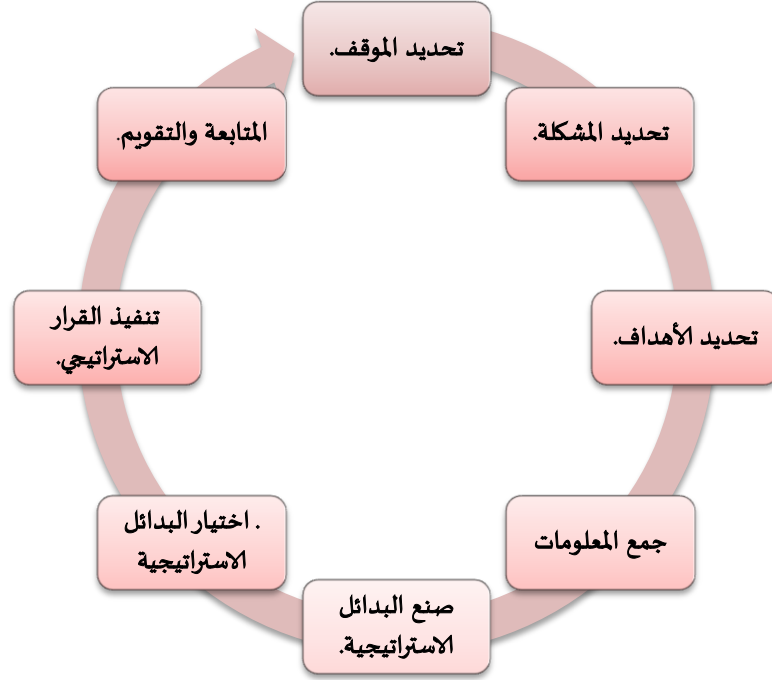 تحديد الموقف.
تحديد المشكلة.
تحديد الأهداف.
جمع المعلومات
صنع البدائل
الاستراتيجية.
. اختيار البدائل
الاستراتيجية
تنفيذ القرار
الاستراتيجي.
المتابعة والتقويم.